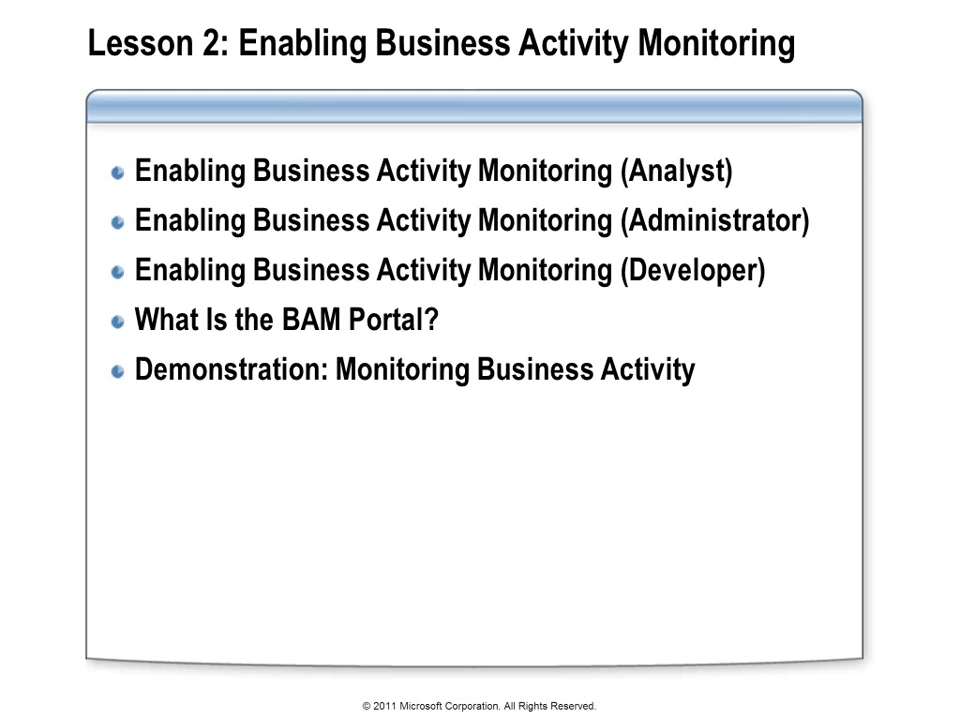 Lesson 2: Enabling Business Activity Monitoring
Enabling Business Activity Monitoring (Analyst)
Enabling Business Activity Monitoring (Administrator)
Enabling Business Activity Monitoring (Developer)
What Is the BAM Portal?
Demonstration: Monitoring Business Activity
© 2011 Microsoft Corporation. All Rights Reserved.